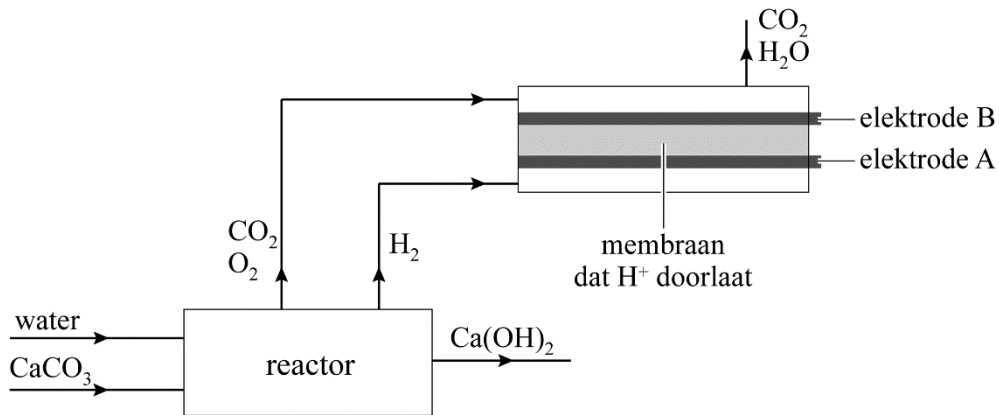 CO₂
H₂O
elektrode B
elektrode A
CO₂
O₂
H₂
membraan
dat H⁺ doorlaat
water
CaCO₃
reactor
Ca(OH)₂